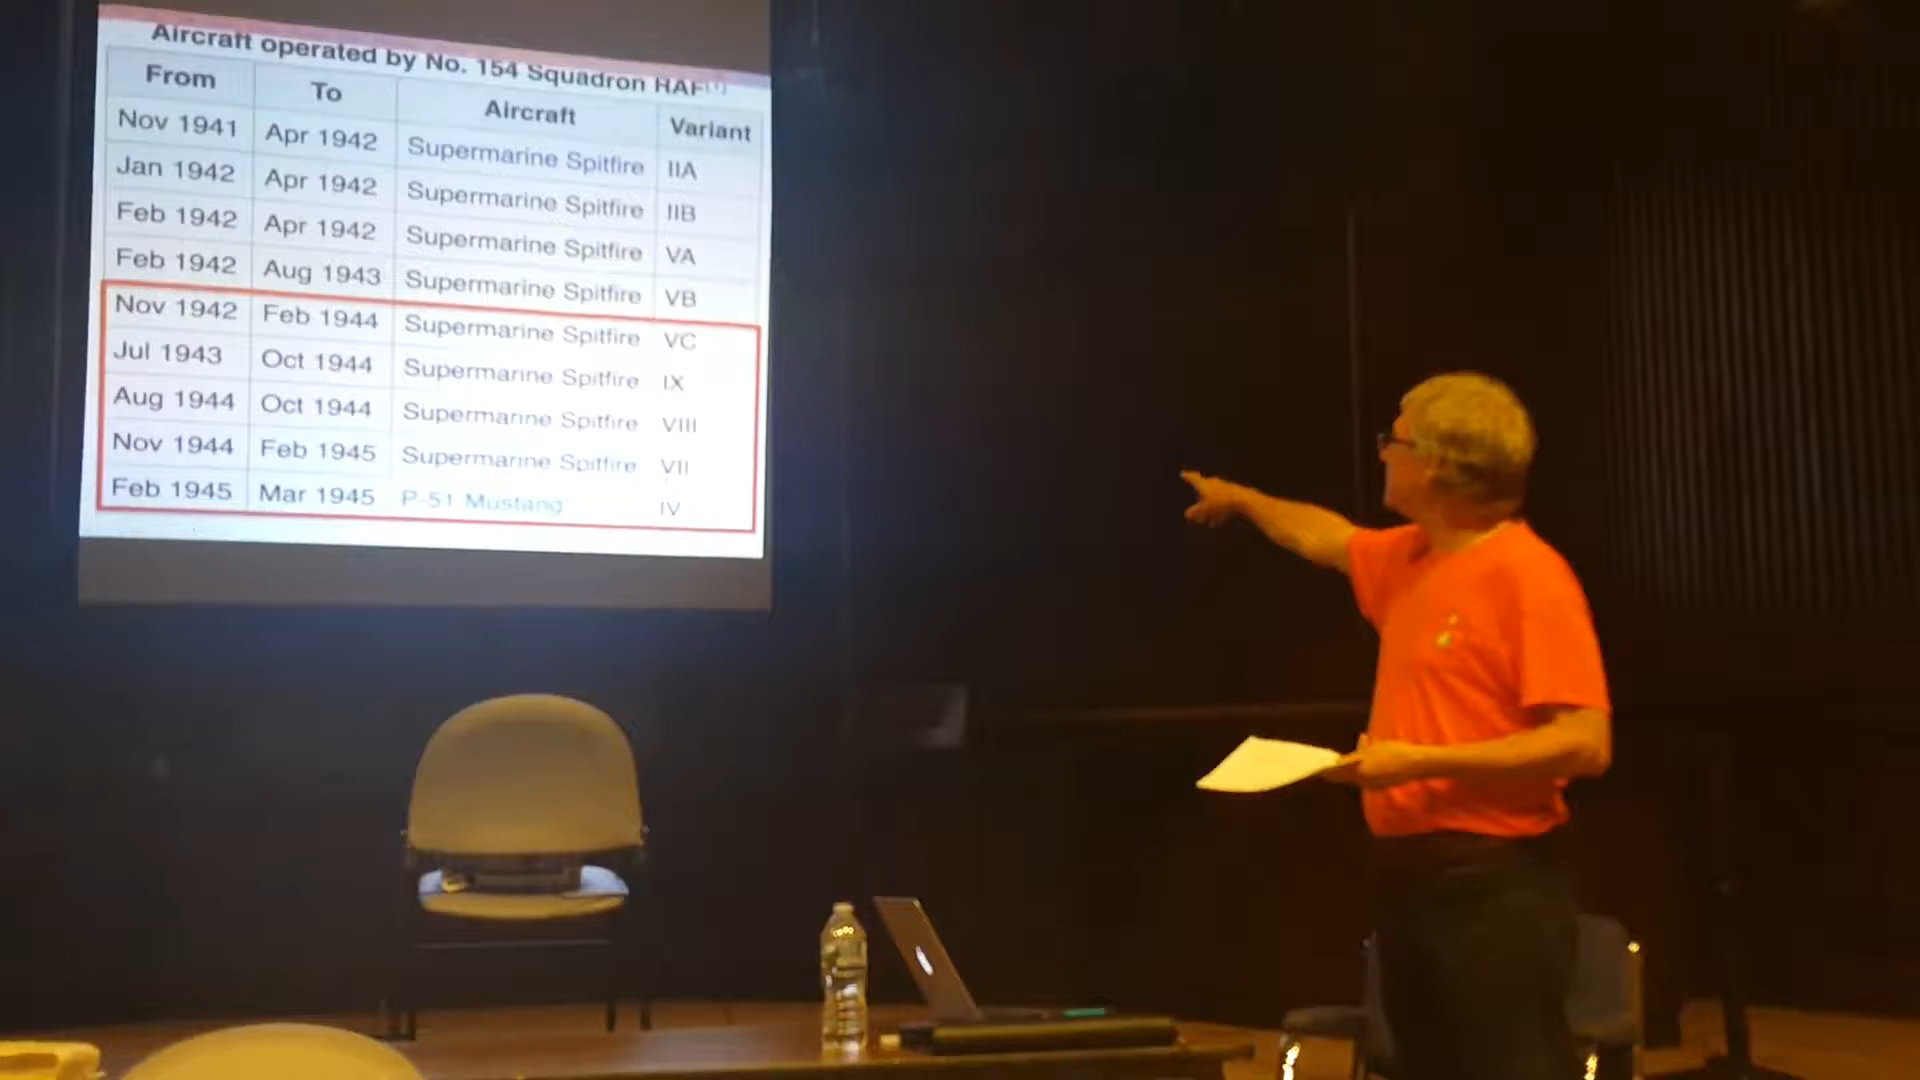 Aircraft operated by No. 154 Squadron RAF[1]
From To Aircraft Variant
Nov 1941 Apr 1942 Supermarine Spitfire IIA
Jan 1942 Apr 1942 Supermarine Spitfire IIB
Feb 1942 Apr 1942 Supermarine Spitfire VA
Feb 1942 Aug 1943 Supermarine Spitfire VB
Nov 1942 Feb 1944 Supermarine Spitfire VC
Jul 1943 Oct 1944 Supermarine Spitfire IX
Aug 1944 Oct 1944 Supermarine Spitfire VIII
Nov 1944 Feb 1945 Supermarine Spitfire VII
Feb 1945 Mar 1945 P-51 Mustang IV